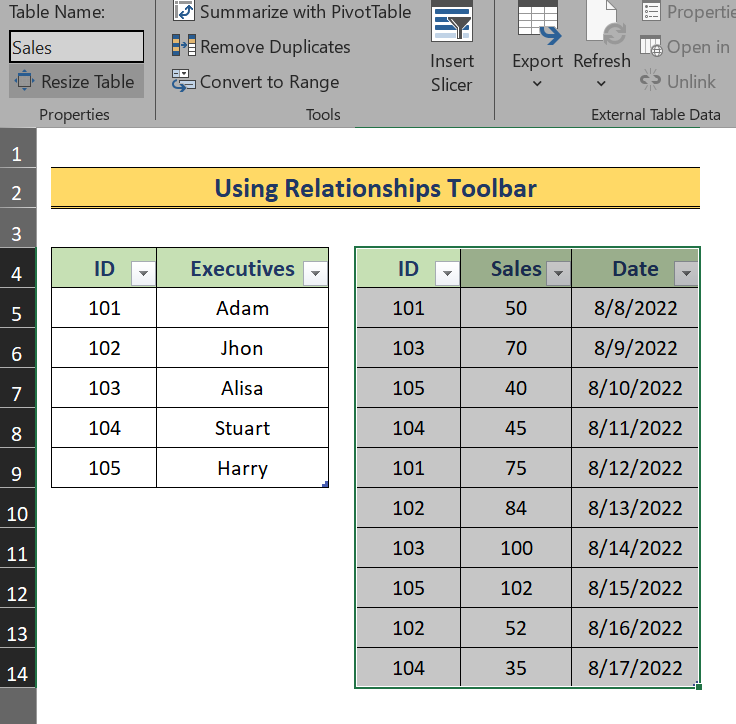 Table Name:
Sales
Resize Table
Properties
Summarize with PivotTable
Remove Duplicates
Convert to Range
Tools
Insert
Slicer
Export
Refresh
Open in
Unlink
External Table Data
1
2 Using Relationships Toolbar
3
4 ID Executives ID Sales Date
5 101 Adam 101 50 8/8/2022
6 102 Jhon 103 70 8/9/2022
7 103 Alisa 105 40 8/10/2022
8 104 Stuart 104 45 8/11/2022
9 105 Harry 101 75 8/12/2022
10 102 84 8/13/2022
11 103 100 8/14/2022
12 105 102 8/15/2022
13 102 52 8/16/2022
14 104 35 8/17/2022